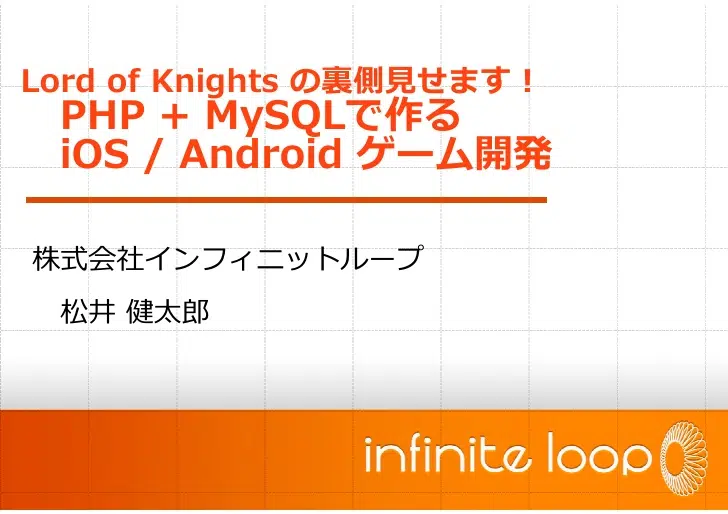 Lord of Knights の裏側見せます！
PHP + MySQLで作る
iOS / Android ゲーム開発
株式会社インフィニットループ
松井 健太郎
infinite loop